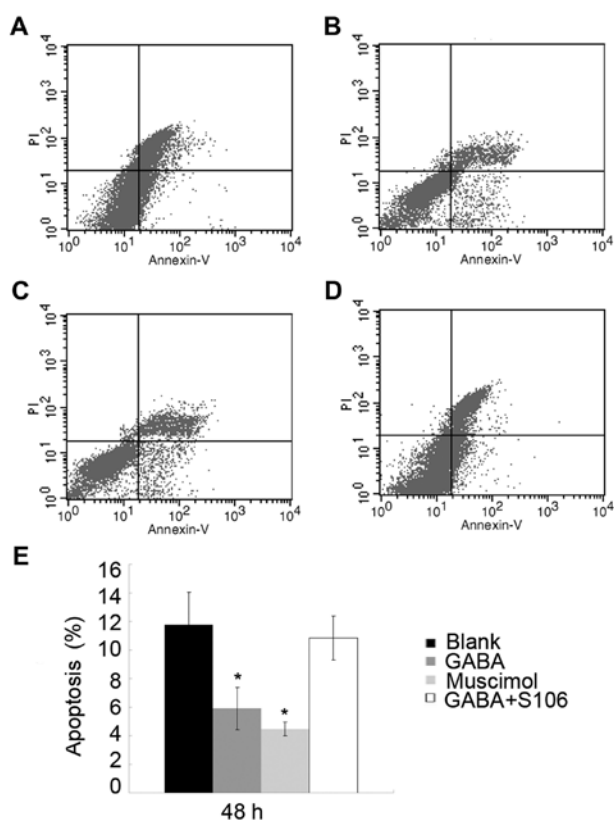 A
10⁴
10³
10²
10¹
10⁰
PI
10⁰ 10¹ 10² 10³ 10⁴
Annexin-V
B
10⁴
10³
10²
10¹
10⁰
PI
10⁰ 10¹ 10² 10³ 10⁴
Annexin-V
C
10⁴
10³
10²
10¹
10⁰
PI
10⁰ 10¹ 10² 10³ 10⁴
Annexin-V
D
10⁴
10³
10²
10¹
10⁰
PI
10⁰ 10¹ 10² 10³ 10⁴
Annexin-V
E
Apoptosis (%)
16
14
12
10
8
6
4
2
0
*
*
48 h
Blank
GABA
Muscimol
GABA+S106